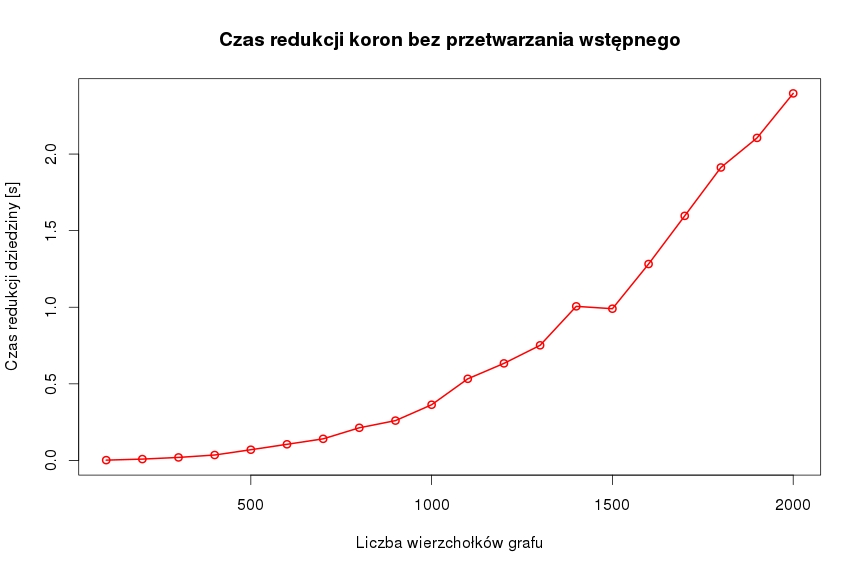 Czas redukcji koron bez przetwarzania wstępnego
Czas redukcji dziedziny [s]
2.0
1.5
1.0
0.5
0.0
500 1000 1500 2000
Liczba wierzchołków grafu